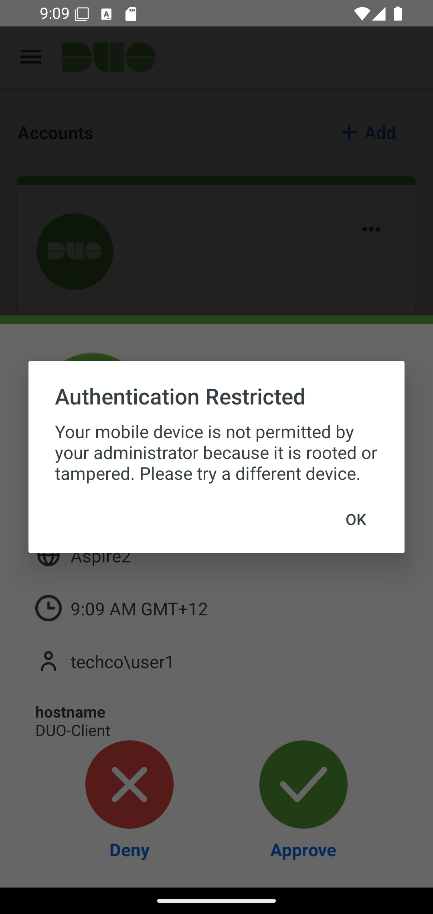 9:09
DUO
Accounts
+ Add
DUO
Authentication Restricted
Your mobile device is not permitted by
your administrator because it is rooted or
tampered. Please try a different device.
OK
Aspire2
9:09 AM GMT+12
techco\user1
hostname
DUO-Client
Deny
Approve